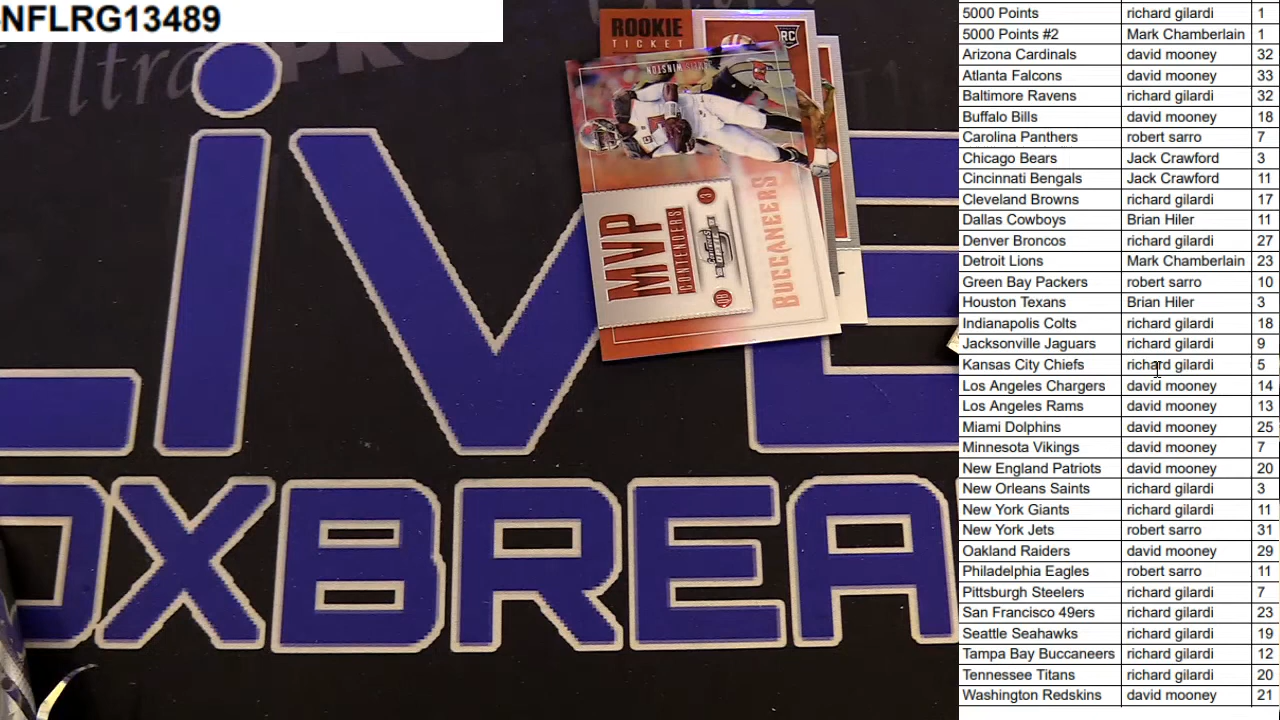 NFLRG13489
ultra PRO
ROOKIE
TICKET
RC
WINSTON
MVP
CONTENDERS
QB
3
Contenders
OPTIC
BUCCANEERS
LiVE
OXBREA
5000 Points richard gilardi 1
5000 Points #2 Mark Chamberlain 1
Arizona Cardinals david mooney 32
Atlanta Falcons david mooney 33
Baltimore Ravens richard gilardi 32
Buffalo Bills david mooney 18
Carolina Panthers robert sarro 7
Chicago Bears Jack Crawford 3
Cincinnati Bengals Jack Crawford 11
Cleveland Browns richard gilardi 17
Dallas Cowboys Brian Hiler 11
Denver Broncos richard gilardi 27
Detroit Lions Mark Chamberlain 23
Green Bay Packers robert sarro 10
Houston Texans Brian Hiler 3
Indianapolis Colts richard gilardi 18
Jacksonville Jaguars richard gilardi 9
Kansas City Chiefs richard gilardi 5
Los Angeles Chargers david mooney 14
Los Angeles Rams david mooney 13
Miami Dolphins david mooney 25
Minnesota Vikings david mooney 7
New England Patriots david mooney 20
New Orleans Saints richard gilardi 3
New York Giants richard gilardi 11
New York Jets robert sarro 31
Oakland Raiders david mooney 29
Philadelphia Eagles robert sarro 11
Pittsburgh Steelers richard gilardi 7
San Francisco 49ers richard gilardi 23
Seattle Seahawks richard gilardi 19
Tampa Bay Buccaneers richard gilardi 12
Tennessee Titans richard gilardi 20
Washington Redskins david mooney 21